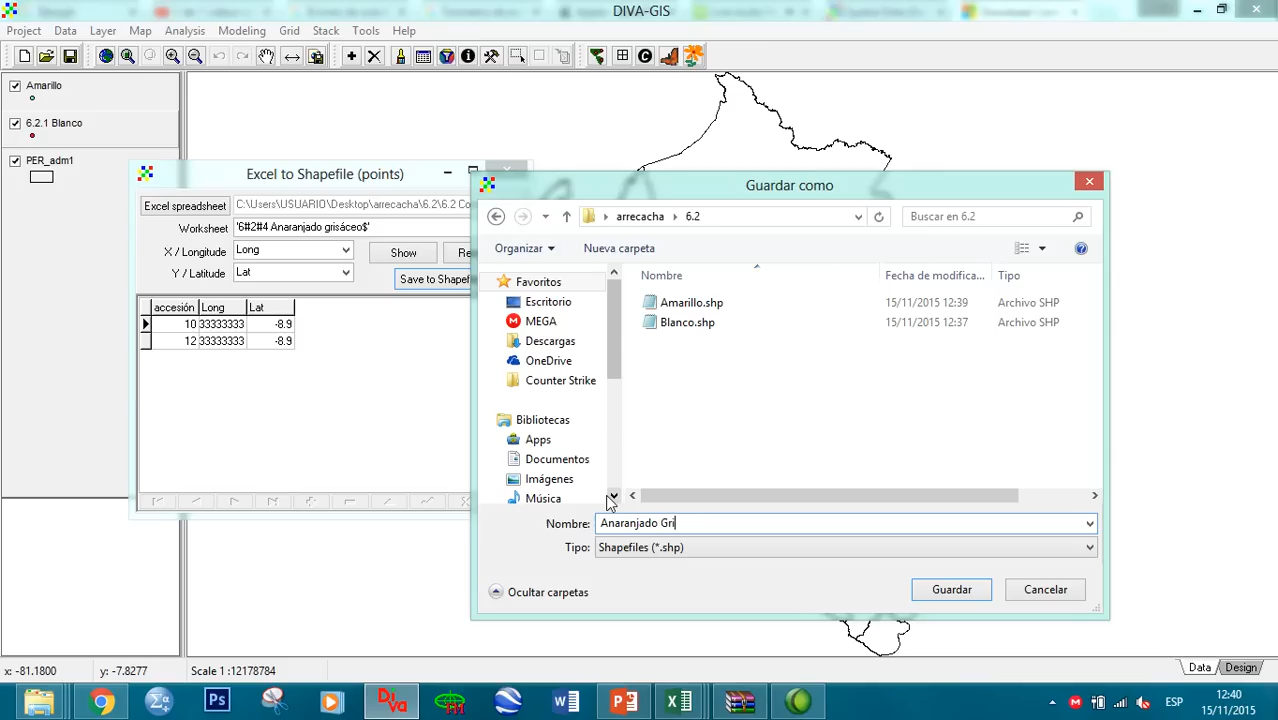 DIVA-GIS
Project Data Layer Map Analysis Modeling Grid Stack Tools Help
Amarillo
6.2.1 Blanco
PER_adm1
Excel to Shapefile (points)
Excel spreadsheet C:\Users\USUARIO\Desktop\arrecacha\6.2\6.2 Co
Worksheet '6#2#4 Anaranjado grisáceo$'
X / Longitude Long Show Re
Y / Latitude Lat Save to Shapef
accesión Long Lat
10 33333333 -8.9
12 33333333 -8.9
Guardar como
arrecacha 6.2 Buscar en 6.2
Organizar Nueva carpeta
Favoritos
Escritorio
MEGA
Descargas
OneDrive
Counter Strike
Bibliotecas
Apps
Documentos
Imágenes
Música
Nombre Fecha de modifica... Tipo
Amarillo.shp 15/11/2015 12:39 Archivo SHP
Blanco.shp 15/11/2015 12:37 Archivo SHP
Nombre: Anaranjado Gri
Tipo: Shapefiles (*.shp)
Ocultar carpetas Guardar Cancelar
x: -81.1800 y: -7.8277 Scale 1 :12178784 Data Design
ESP 12:40
15/11/2015